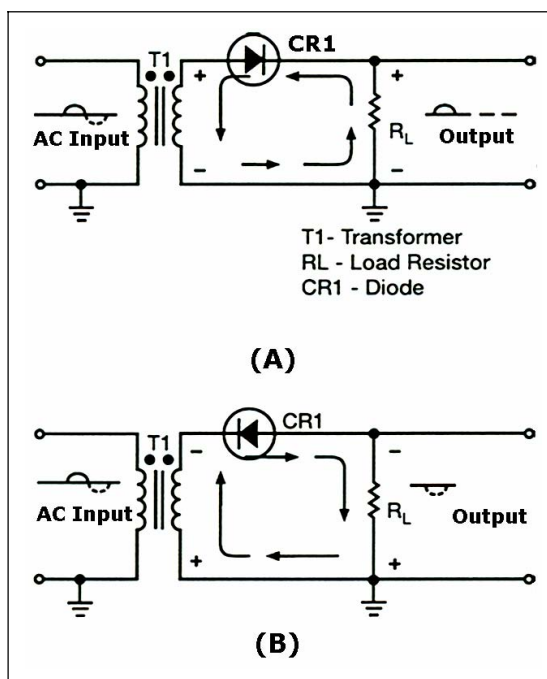 T1
CR1
+
+
AC Input
R_L
Output
-
-
T1- Transformer
RL - Load Resistor
CR1 - Diode
(A)
T1
CR1
-
-
AC Input
R_L
Output
+
+
(B)